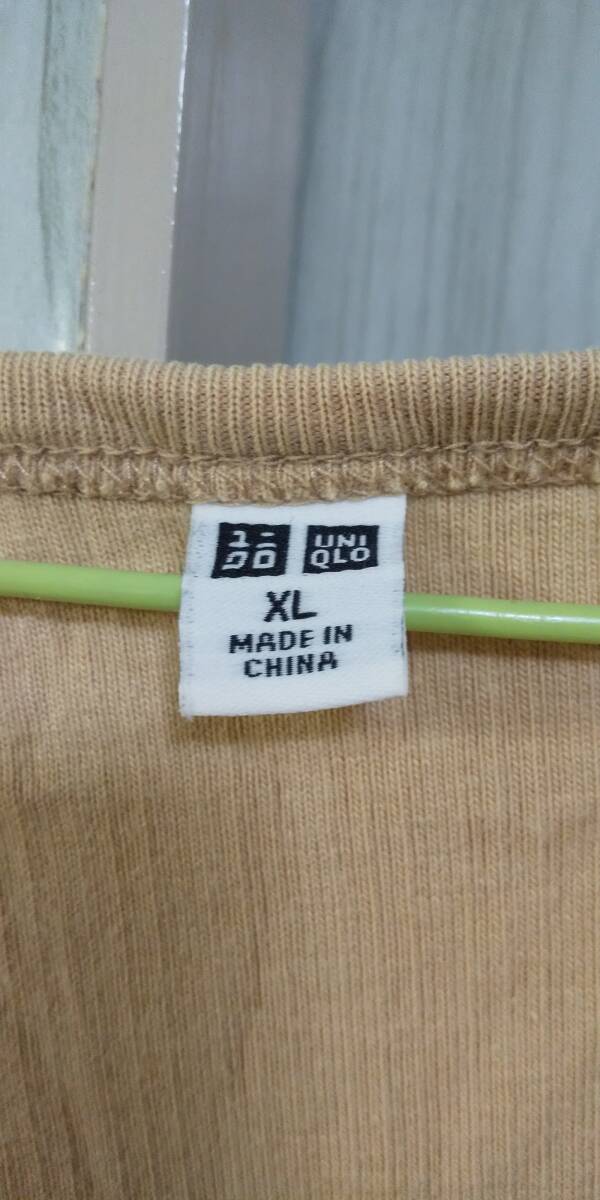 ユニクロ UNIQLO
XL
MADE IN
CHINA